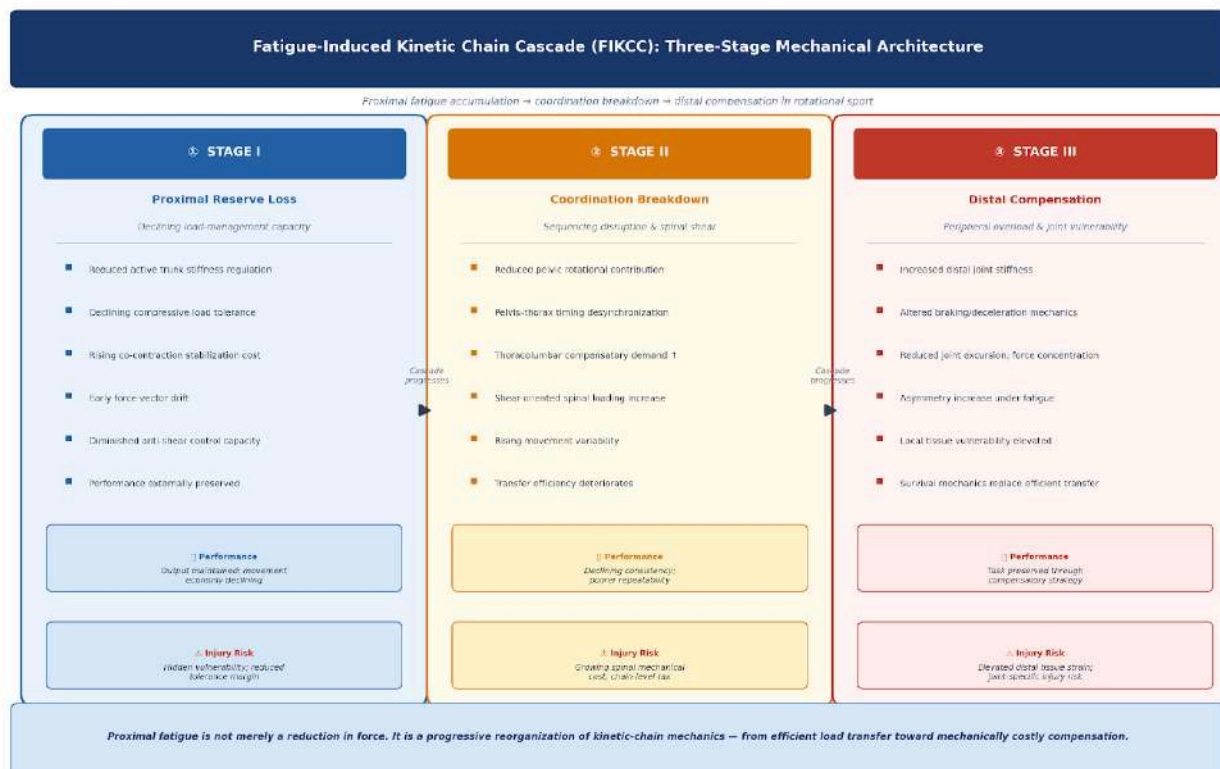 Fatigue-Induced Kinetic Chain Cascade (FIKCC): Three-Stage Mechanical Architecture
Proximal fatigue accumulation → coordination breakdown → distal compensation in rotational sport
① STAGE I
Proximal Reserve Loss
Declining load-management capacity
Reduced active trunk stiffness regulation
Declining compressive load tolerance
Rising co-contraction stabilization cost
Early force-vector drift
Diminished anti-shear control capacity
Performance externally preserved
Performance
Output maintained; movement
economy declining
⚠ Injury Risk
Hidden vulnerability; reduced
tolerance margin
Cascade
progresses
② STAGE II
Coordination Breakdown
Sequencing disruption & spinal shear
Reduced pelvic rotational contribution
Pelvis-thorax timing desynchronization
Thoracolumbar compensatory demand ↑
Shear-oriented spinal loading increase
Rising movement variability
Transfer efficiency deteriorates
Performance
Declining consistency;
poorer repeatability
⚠ Injury Risk
Growing spinal mechanical
cost, chain-level tax
Cascade
progresses
③ STAGE III
Distal Compensation
Peripheral overload & joint vulnerability
Increased distal joint stiffness
Altered braking/deceleration mechanics
Reduced joint excursion, force concentration
Asymmetry increase under fatigue
Local tissue vulnerability elevated
Survival mechanics replace efficient transfer
Performance
Task preserved through
compensatory strategy
⚠ Injury Risk
Elevated distal tissue strain;
joint-specific injury risk
Proximal fatigue is not merely a reduction in force. It is a progressive reorganization of kinetic-chain mechanics — from efficient load transfer toward mechanically costly compensation.